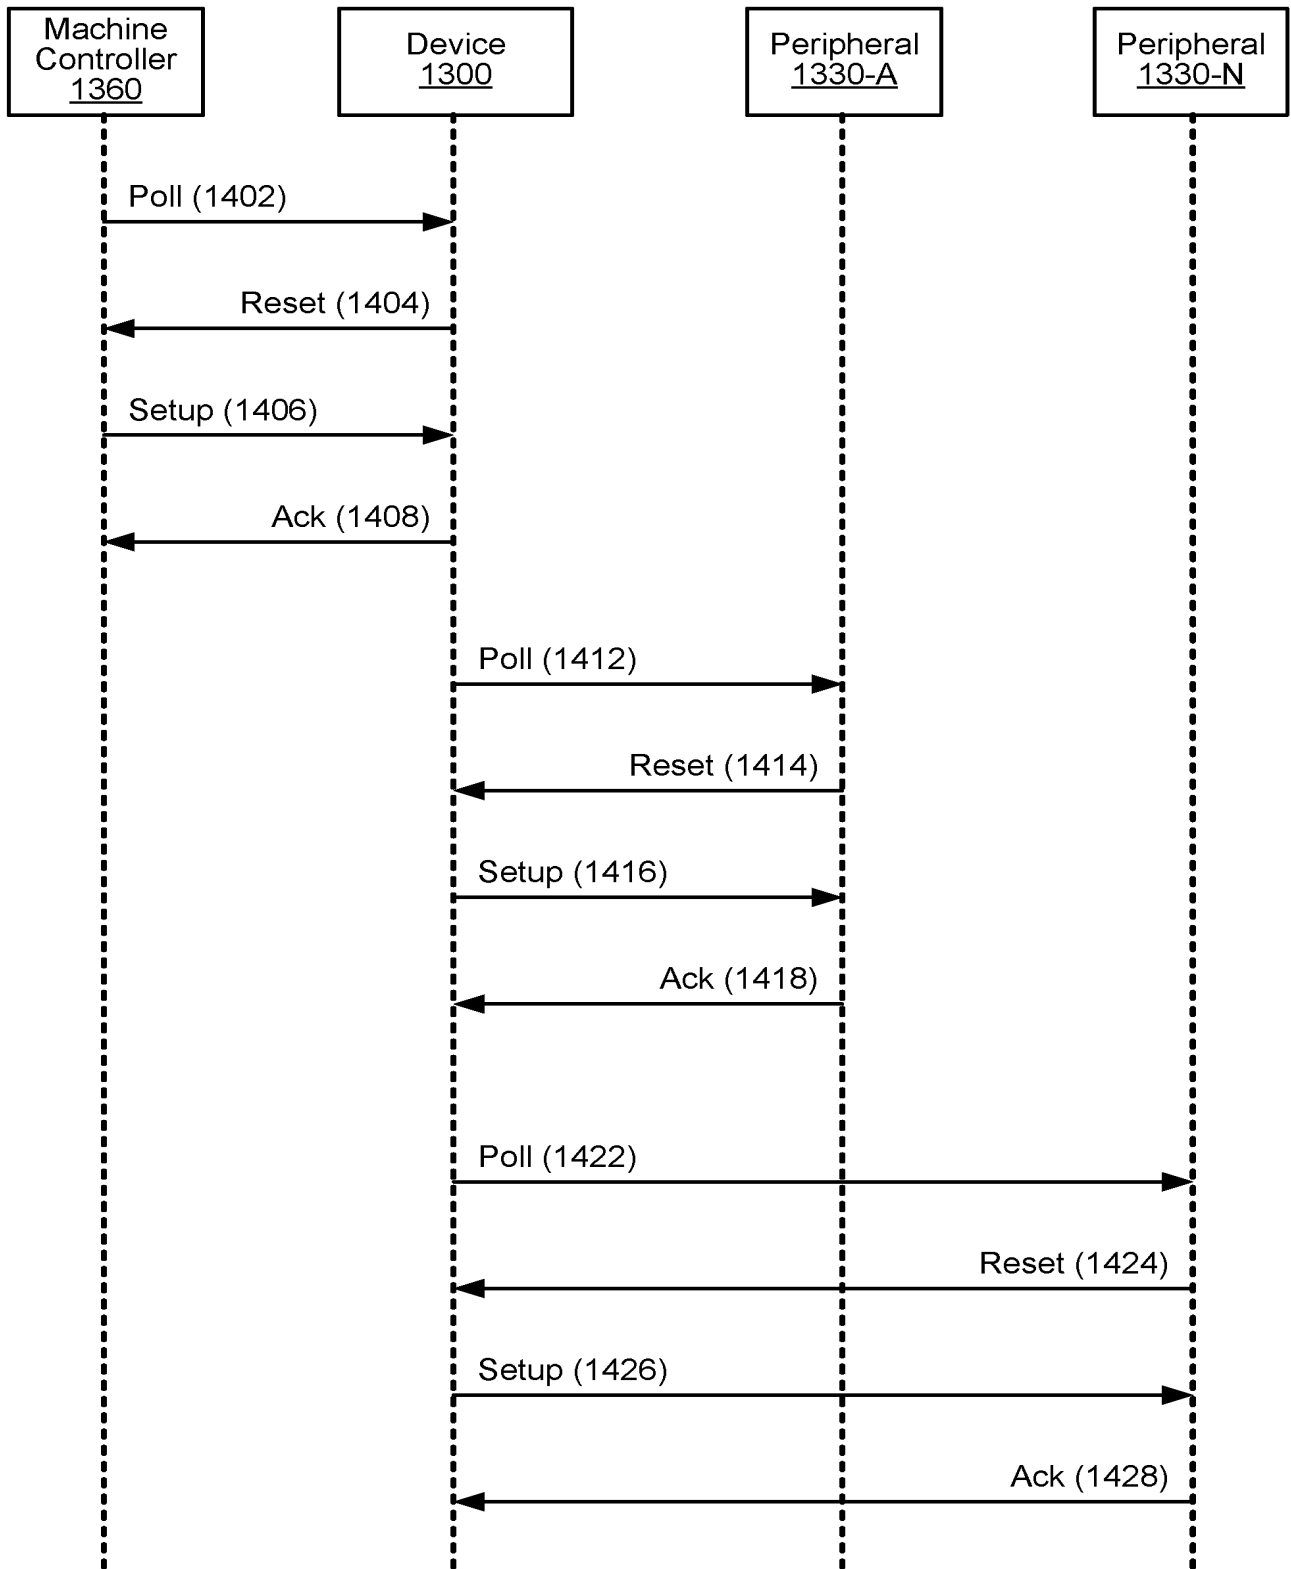 Machine
Controller
1360
Device
1300
Peripheral
1330-A
Peripheral
1330-N
Poll (1402)
Reset (1404)
Setup (1406)
Ack (1408)
Poll (1412)
Reset (1414)
Setup (1416)
Ack (1418)
Poll (1422)
Reset (1424)
Setup (1426)
Ack (1428)